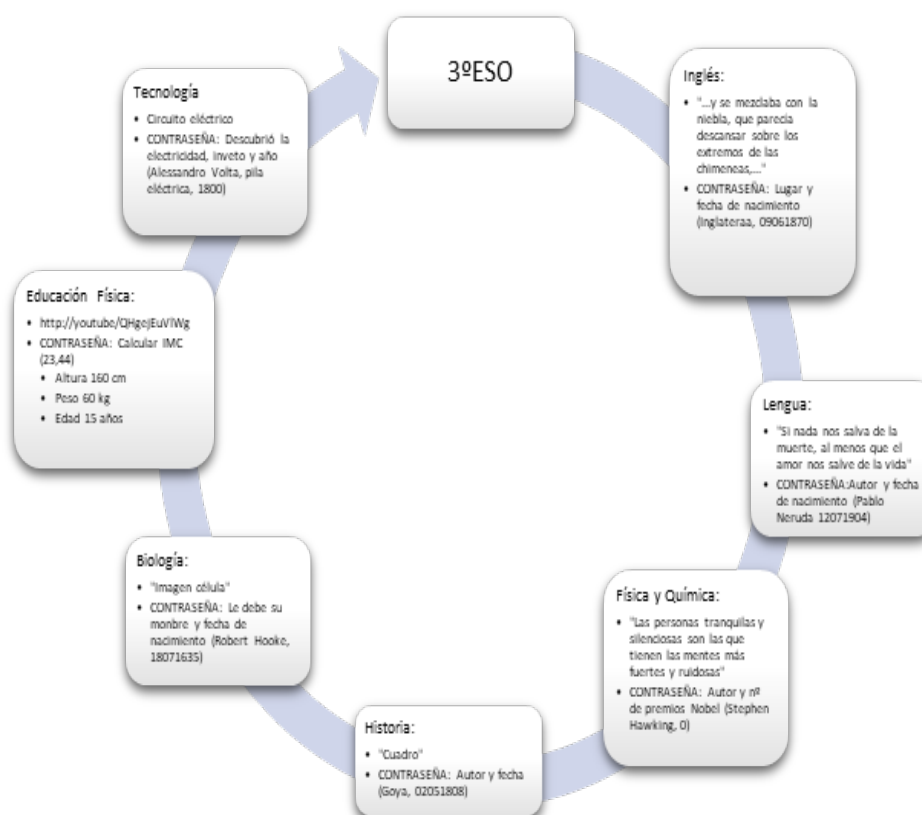 3ºESO
Inglés:
• "...y se mezclaba con la
niebla, que parecía
descansar sobre los
extremos de las
chimeneas,..."
• CONTRASEÑA: Lugar y
fecha de nacimiento
(Inglateraa, 09061870)
Lengua:
• "Si nada nos salva de la
muerte, al menos que el
amor nos salve de la vida"
• CONTRASEÑA:Autor y fecha
de nacimiento (Pablo
Neruda 12071904)
Física y Química:
• "Las personas tranquilas y
silenciosas son las que
tienen las mentes más
fuertes y ruidosas"
• CONTRASEÑA: Autor y nº
de premios Nobel (Stephen
Hawking, 0)
Historia:
• "Cuadro"
• CONTRASEÑA: Autor y fecha
(Goya, 02051808)
Biología:
• "Imagen célula"
• CONTRASEÑA: Le debe su
monbre y fecha de
nacimiento (Robert Hooke,
18071635)
Educación Física:
• CONTRASEÑA: Calcular IMC
(23,44)
• Altura 160 cm
• Peso 60 kg
• Edad 15 años
Tecnología
• Circuito eléctrico
• CONTRASEÑA: Descubrió la
electricidad, inveto y año
(Alessandro Volta, pila
eléctrica, 1800)